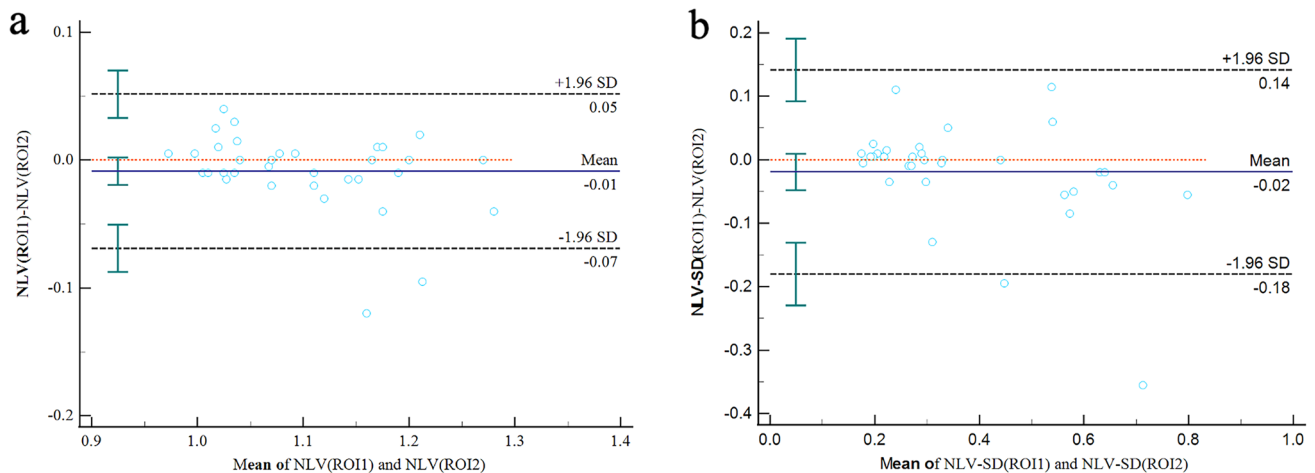 a
0.1
0.0
-0.1
-0.2
NLV(ROI1)-NLV(ROI2)
+1.96 SD
0.05
Mean
-0.01
-1.96 SD
-0.07
0.9 1.0 1.1 1.2 1.3 1.4
Mean of NLV(ROI1) and NLV(ROI2)
b
0.2
0.1
0.0
-0.1
-0.2
-0.3
-0.4
NLV-SD(ROI1)-NLV(ROI2)
+1.96 SD
0.14
Mean
-0.02
-1.96 SD
-0.18
0.0 0.2 0.4 0.6 0.8 1.0
Mean of NLV-SD(ROI1) and NLV-SD(ROI2)